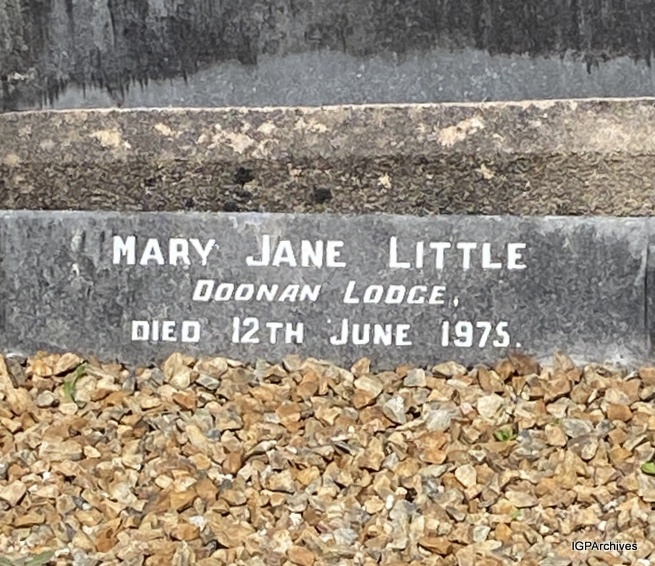 MARY JANE LITTLE
DOONAN LODGE,
DIED 12TH JUNE 1975.
IGPArchives